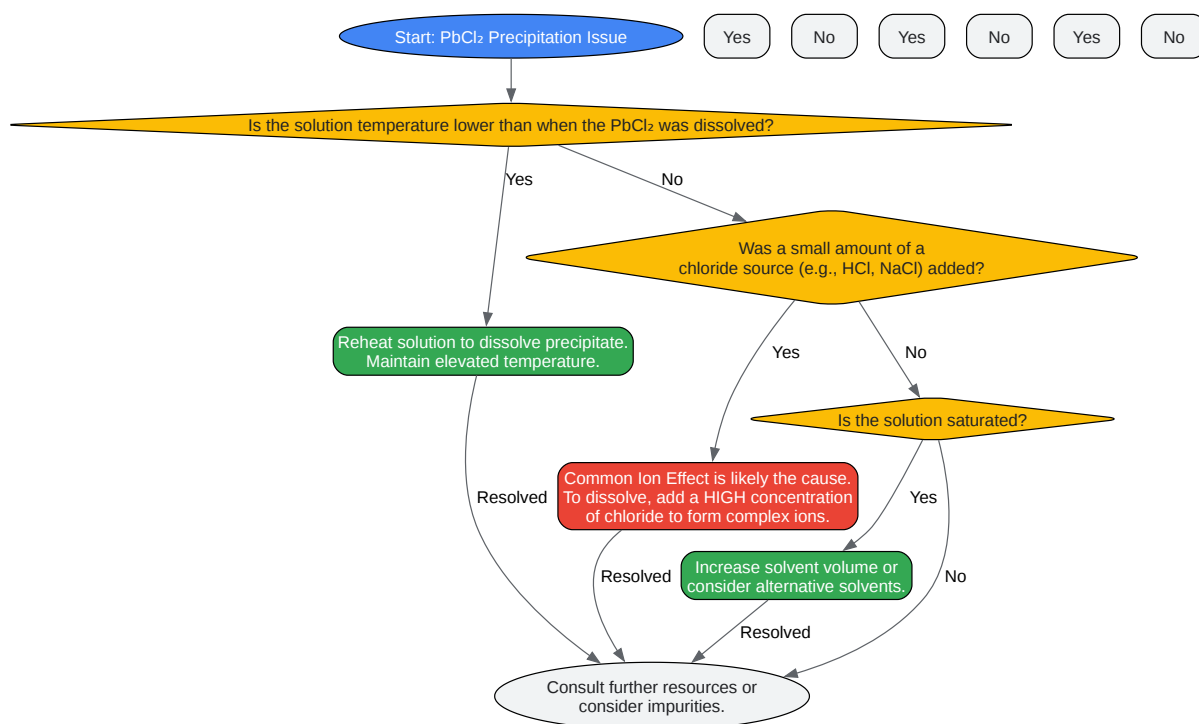 Start: PbCl₂ Precipitation Issue
Yes
No
Yes
No
Yes
No
Is the solution temperature lower than when the PbCl₂ was dissolved?
Yes
No
Was a small amount of a
chloride source (e.g., HCl, NaCl) added?
Reheat solution to dissolve precipitate.
Maintain elevated temperature.
Yes
No
Is the solution saturated?
Common Ion Effect is likely the cause.
To dissolve, add a HIGH concentration
of chloride to form complex ions.
Resolved
Yes
Increase solvent volume or
consider alternative solvents.
Resolved
No
Resolved
Consult further resources or
consider impurities.